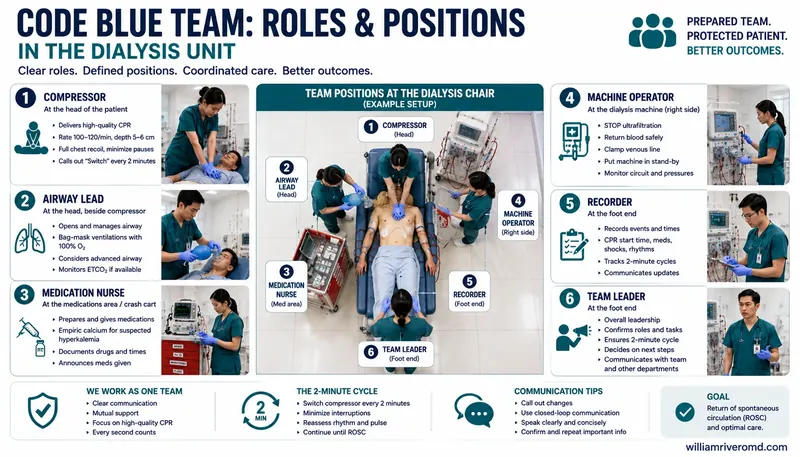 CODE BLUE TEAM: ROLES & POSITIONS
IN THE DIALYSIS UNIT
Clear roles. Defined positions. Coordinated care. Better outcomes.
PREPARED TEAM.
PROTECTED PATIENT.
BETTER OUTCOMES.
1 COMPRESSOR
At the head of the patient
• Delivers high-quality CPR
• Rate 100–120/min, depth 5–6 cm
• Full chest recoil, minimize pauses
• Calls out "Switch" every 2 minutes
2 AIRWAY LEAD
At the head, beside compressor
• Opens and manages airway
• Bag-mask ventilations with
100% O₂
• Considers advanced airway
• Monitors ETCO₂ if available
3 MEDICATION NURSE
At the medications area / crash cart
• Prepares and gives medications
• Empiric calcium for suspected
hyperkalemia
• Documents drugs and times
• Announces meds given
TEAM POSITIONS AT THE DIALYSIS CHAIR
(EXAMPLE SETUP)
1 COMPRESSOR
(Head)
2
AIRWAY
LEAD
(Head)
3
MEDICATION
NURSE
(Med area)
4
MACHINE
OPERATOR
(Right side)
5
RECORDER
(Foot end)
6 TEAM LEADER
(Foot end)
4 MACHINE OPERATOR
At the dialysis machine (right side)
• STOP ultrafiltration
• Return blood safely
• Clamp venous line
• Put machine in stand-by
• Monitor circuit and pressures
5 RECORDER
At the foot end
• Records events and times
• CPR start time, meds,
shocks, rhythms
• Tracks 2-minute cycles
• Communicates updates
6 TEAM LEADER
At the foot end
• Overall leadership
• Confirms roles and tasks
• Ensures 2-minute cycle
• Decides on next steps
• Communicates with team
and other departments
WE WORK AS ONE TEAM
• Clear communication
• Mutual support
• Focus on high-quality CPR
• Every second counts
2
MIN
THE 2-MINUTE CYCLE
• Switch compressor every 2 minutes
• Minimize interruptions
• Reassess rhythm and pulse
• Continue until ROSC
COMMUNICATION TIPS
• Call out changes
• Use closed-loop communication
• Speak clearly and concisely
• Confirm andi repeat important info
GOAL
Return of spontaneous
circulation (ROSC)
and optimal care.
williamriveromd.com